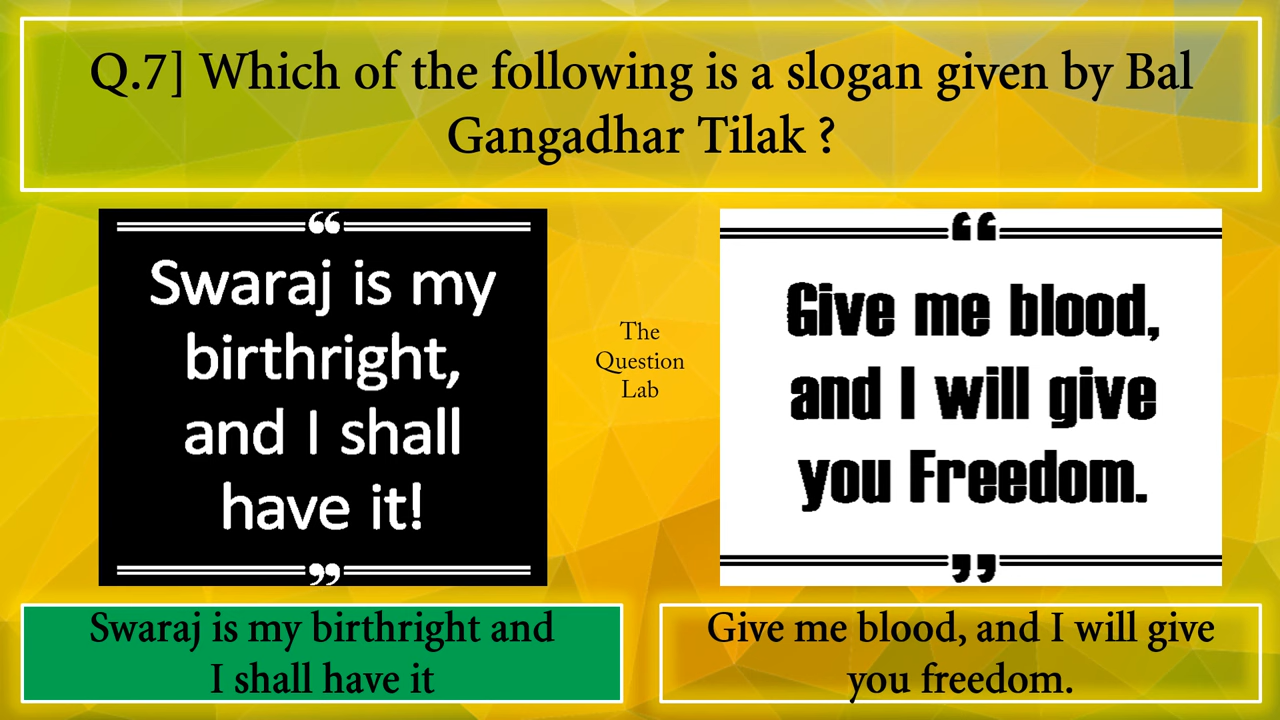 Q.7] Which of the following is a slogan given by Bal
Gangadhar Tilak ?
“
Swaraj is my
birthright,
and I shall
have it!
”
The
Question
Lab
“
Give me blood,
and I will give
you Freedom.
”
Swaraj is my birthright and
I shall have it
Give me blood, and I will give
you freedom.